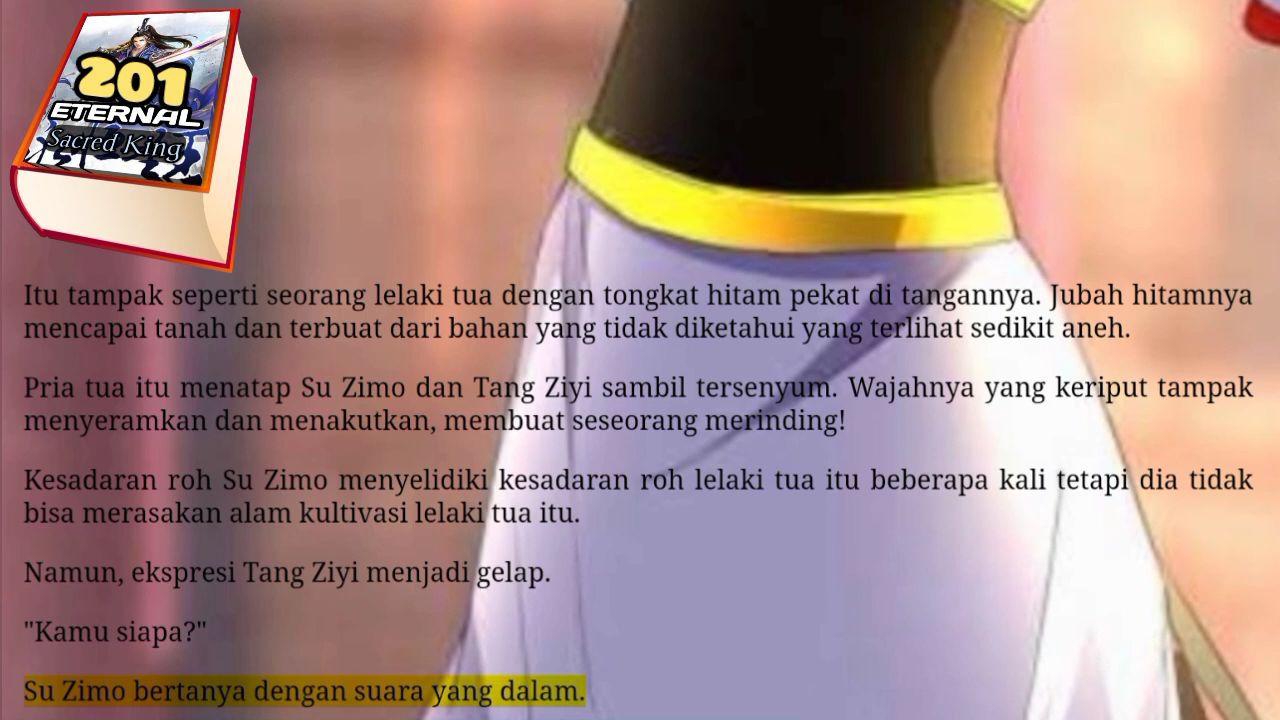 201
ETERNAL
Sacred King
Itu tampak seperti seorang lelaki tua dengan tongkat hitam pekat di tangannya. Jubah hitamnya
mencapai tanah dan terbuat dari bahan yang tidak diketahui yang terlihat sedikit aneh.
Pria tua itu menatap Su Zimo dan Tang Ziyi sambil tersenyum. Wajahnya yang keriput tampak
menyeramkan dan menakutkan, membuat seseorang merinding!
Kesadaran roh Su Zimo menyelidiki kesadaran roh lelaki tua itu beberapa kali tetapi dia tidak
bisa merasakan alam kultivasi lelaki tua itu.
Namun, ekspresi Tang Ziyi menjadi gelap.
"Kamu siapa?"
Su Zimo bertanya dengan suara yang dalam.